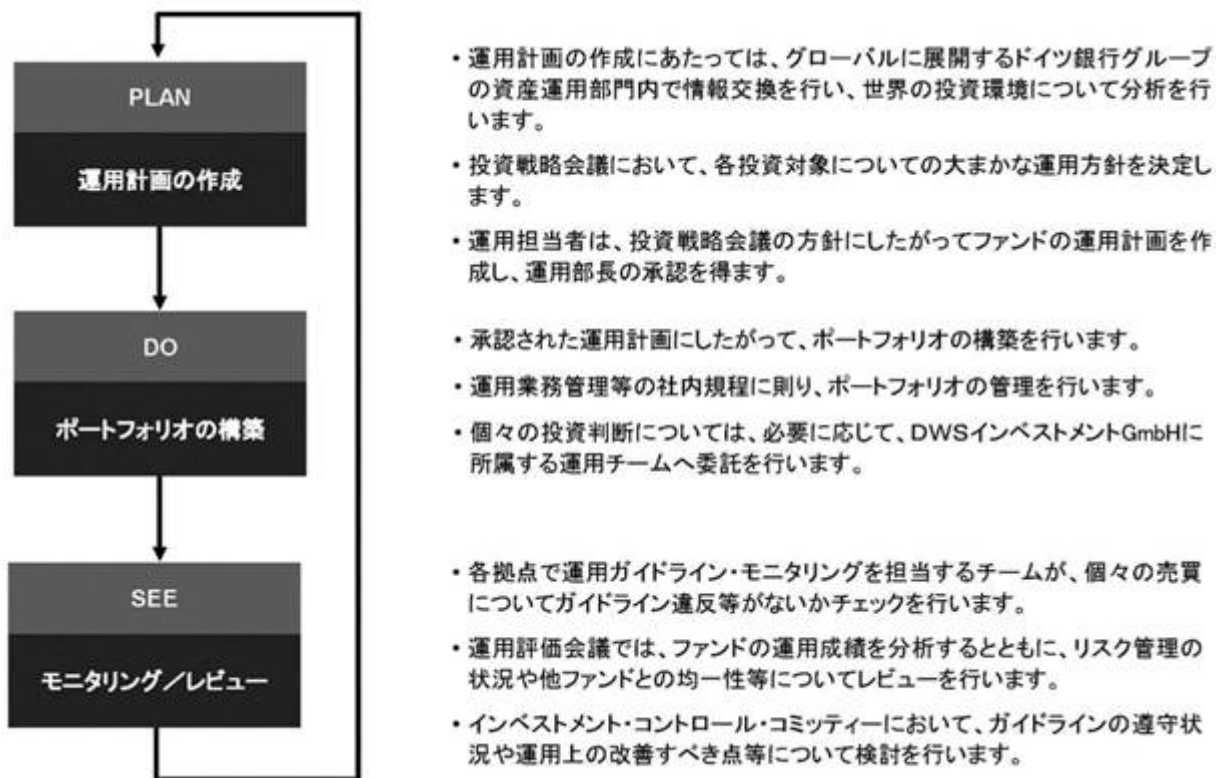 PLAN
運用計画の作成
・運用計画の作成にあたっては、グローバルに展開するドイツ銀行グループ
の資産運用部門内で情報交換を行い、世界の投資環境について分析を行
います。
・投資戦略会議において、各投資対象についての大まかな運用方針を決定し
ます。
・運用担当者は、投資戦略会議の方針にしたがってファンドの運用計画を作
成し、運用部長の承認を得ます。
DO
ポートフォリオの構築
・承認された運用計画にしたがって、ポートフォリオの構築を行います。
・運用業務管理等の社内規程に則り、ポートフォリオの管理を行います。
・個々の投資判断については、必要に応じて、DWSインベストメントGmbHに
所属する運用チームへ委託を行います。
SEE
モニタリング/レビュー
・各拠点で運用ガイドライン・モニタリングを担当するチームが、個々の売買
についてガイドライン違反等がないかチェックを行います。
・運用評価会議では、ファンドの運用成績を分析するとともに、リスク管理の
状況や他ファンドとの均一性等についてレビューを行います。
・インベストメント・コントロール・コミッティーにおいて、ガイドラインの遵守状
況や運用上の改善すべき点等について検討を行います。